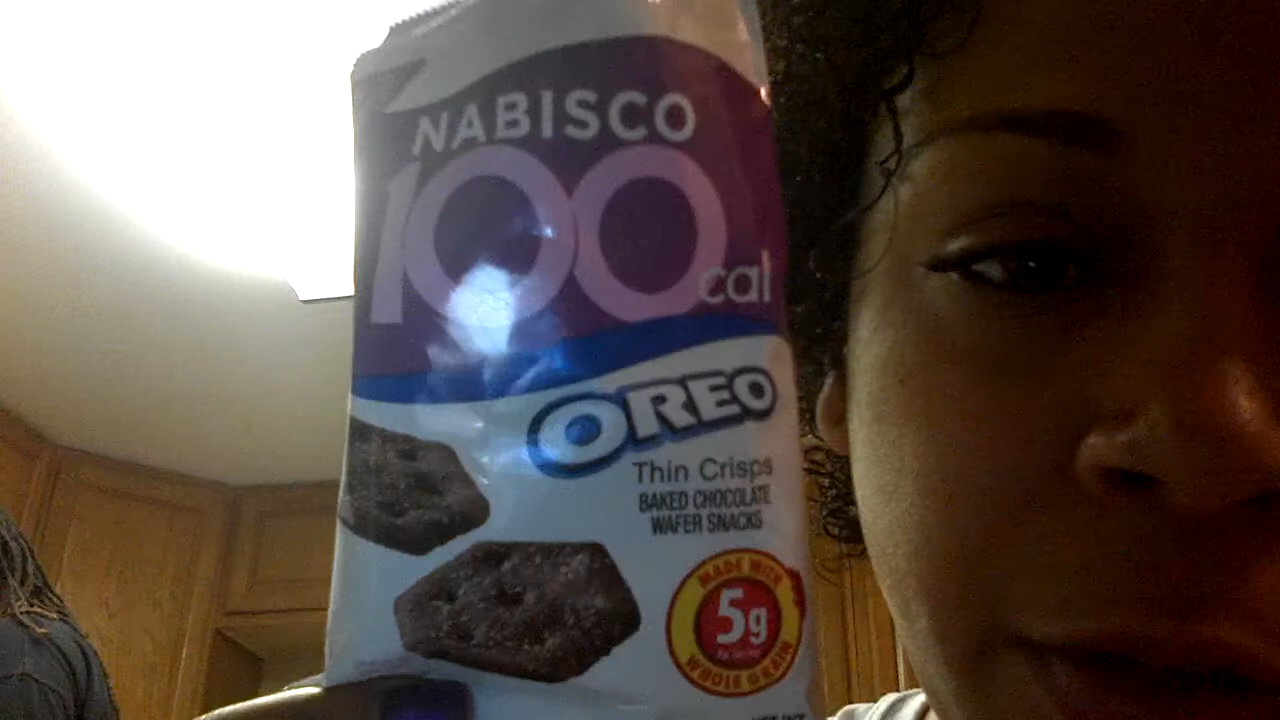 NABISCO
100 cal
OREO
Thin Crisps
BAKED CHOCOLATE
WAFER SNACKS
MADE WITH
5g
WHOLE GRAIN